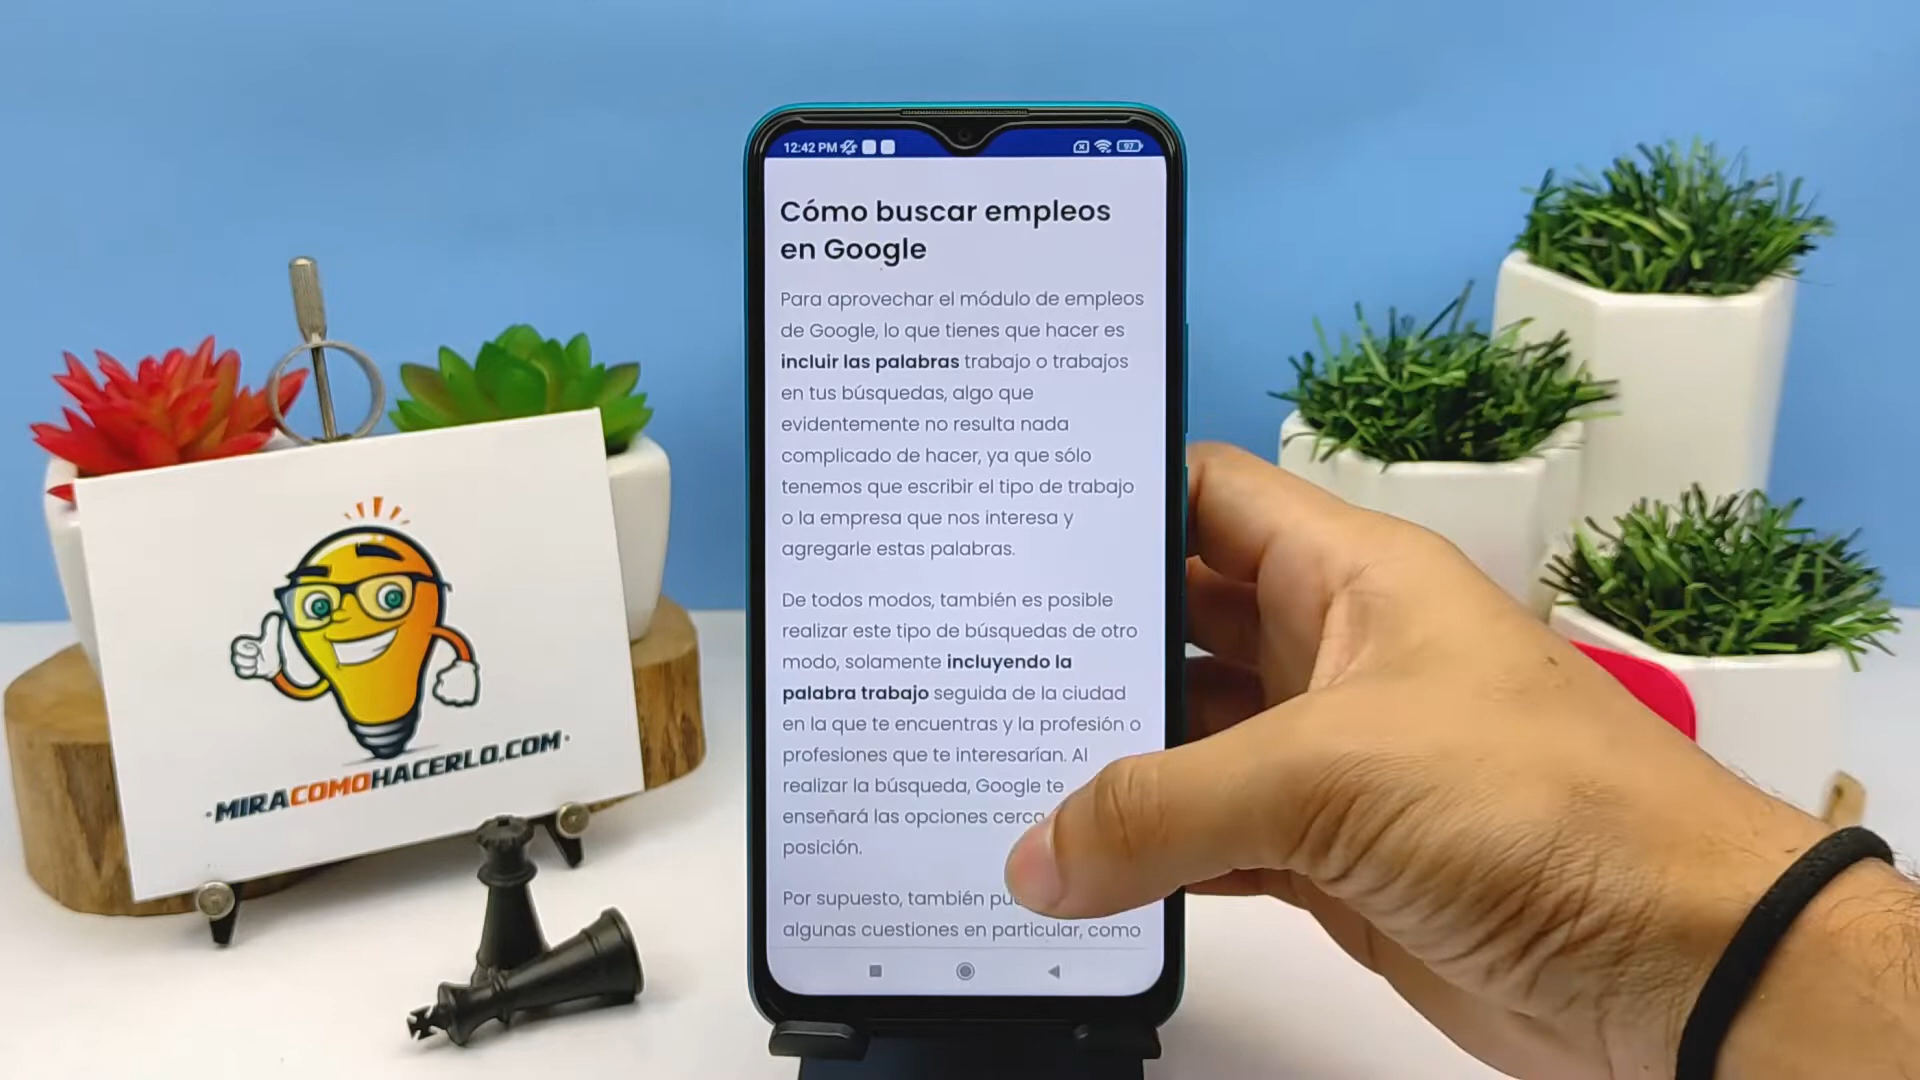 12:42 PM
97
Cómo buscar empleos
en Google
Para aprovechar el módulo de empleos
de Google, lo que tienes que hacer es
incluir las palabras trabajo o trabajos
en tus búsquedas, algo que
evidentemente no resulta nada
complicado de hacer, ya que sólo
tenemos que escribir el tipo de trabajo
o la empresa que nos interesa y
agregarle estas palabras.
De todos modos, también es posible
realizar este tipo de búsquedas de otro
modo, solamente incluyendo la
palabra trabajo seguida de la ciudad
en la que te encuentras y la profesión o
profesiones que te interesarían. Al
realizar la búsqueda, Google te
enseñará las opciones cerca
posición.
Por supuesto, también
algunas cuestiones en particular, como
·MIRACOMOHACERLO.COM·